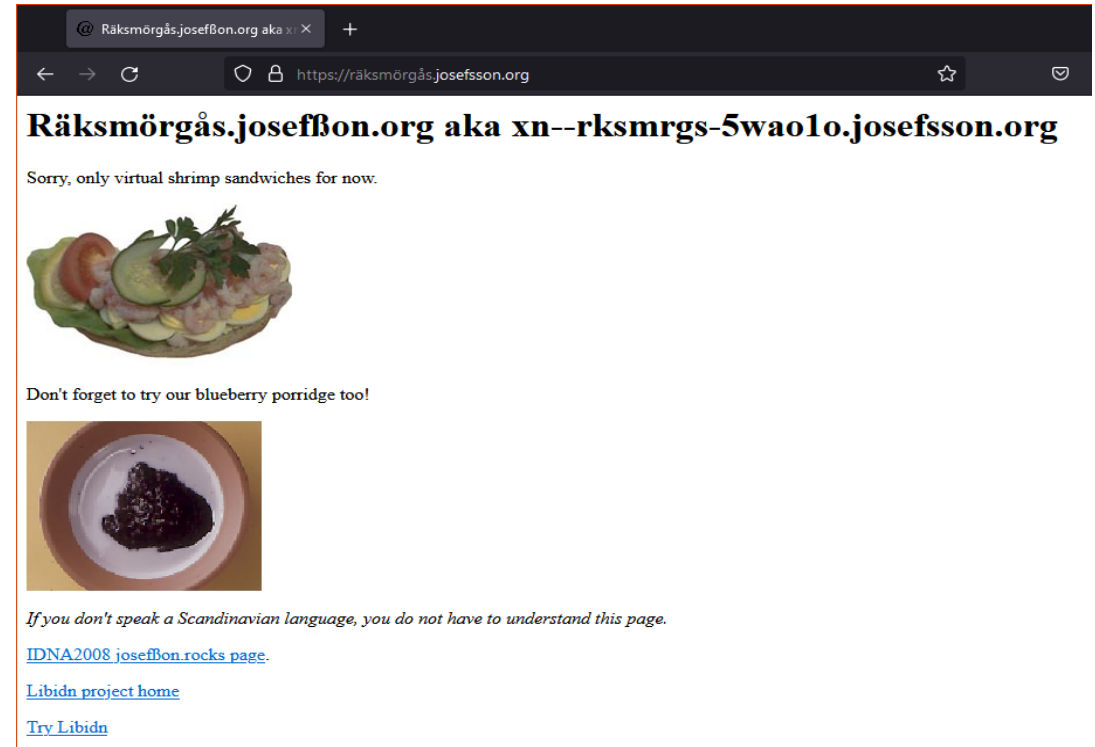 Räksmörgås.josefßon.org aka xn
https://räksmörgås.josefsson.org
Räksmörgås.josefßon.org aka xn--rksmrgs-5wao1o.josefsson.org
Sorry, only virtual shrimp sandwiches for now.
Don't forget to try our blueberry porridge too!
If you don't speak a Scandinavian language, you do not have to understand this page.
IDNA2008 josefßon.rocks page.
Libidn project home
Try Libidn